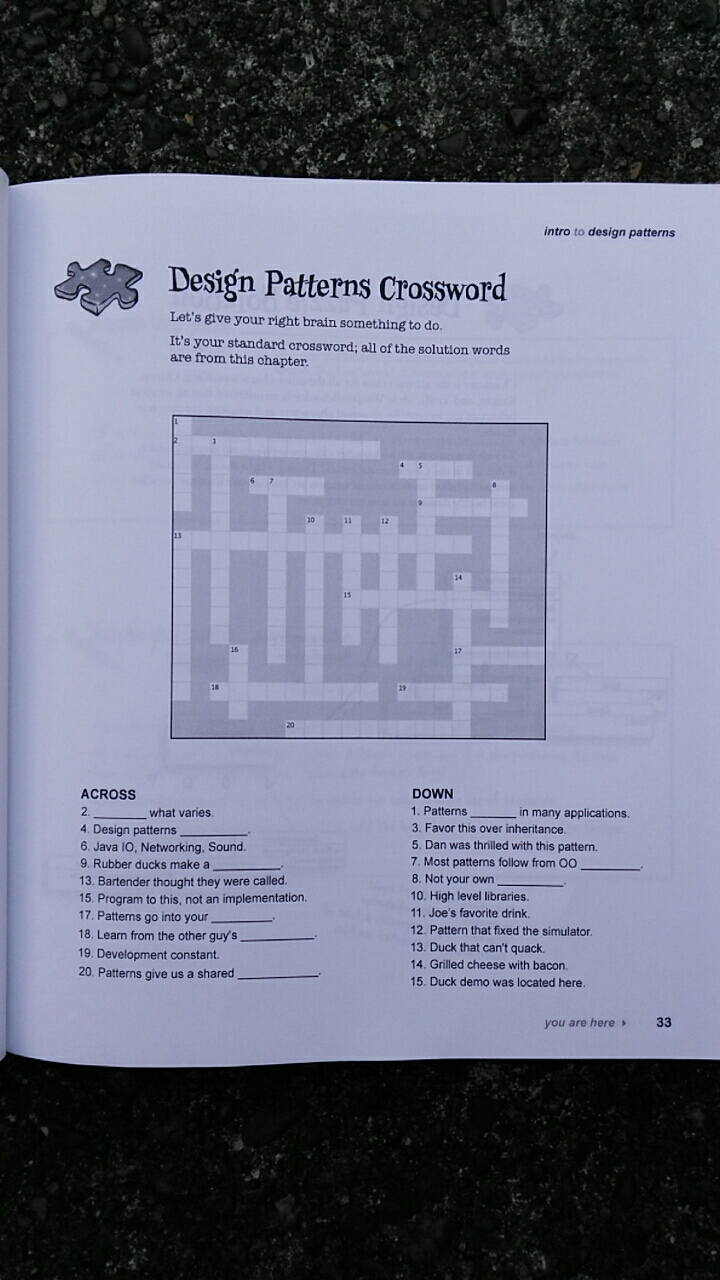 intro to design patterns
Design Patterns Crossword
Let's give your right brain something to do.
It's your standard crossword; all of the solution words
are from this chapter.
1
2 3
4 5
6 7 8
9
10 11 12
13
14
15
16 17
18 19
20
ACROSS
2. ________ what varies.
4. Design patterns __________.
6. Java IO, Networking, Sound.
9. Rubber ducks make a __________.
13. Bartender thought they were called.
15. Program to this, not an implementation.
17. Patterns go into your _________.
18. Learn from the other guy's ___________.
19. Development constant.
20. Patterns give us a shared ____________.
DOWN
1. Patterns _______ in many applications.
3. Favor this over inheritance.
5. Dan was thrilled with this pattern.
7. Most patterns follow from OO _________.
8. Not your own __________.
10. High level libraries.
11. Joe's favorite drink.
12. Pattern that fixed the simulator.
13. Duck that can't quack.
14. Grilled cheese with bacon.
15. Duck demo was located here.
you are here 33